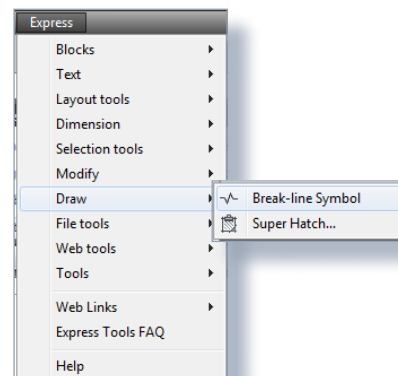 Express
Blocks
Text
Layout tools
Dimension
Selection tools
Modify
Draw
Break-line Symbol
File tools
Super Hatch...
Web tools
Tools
Web Links
Express Tools FAQ
Help